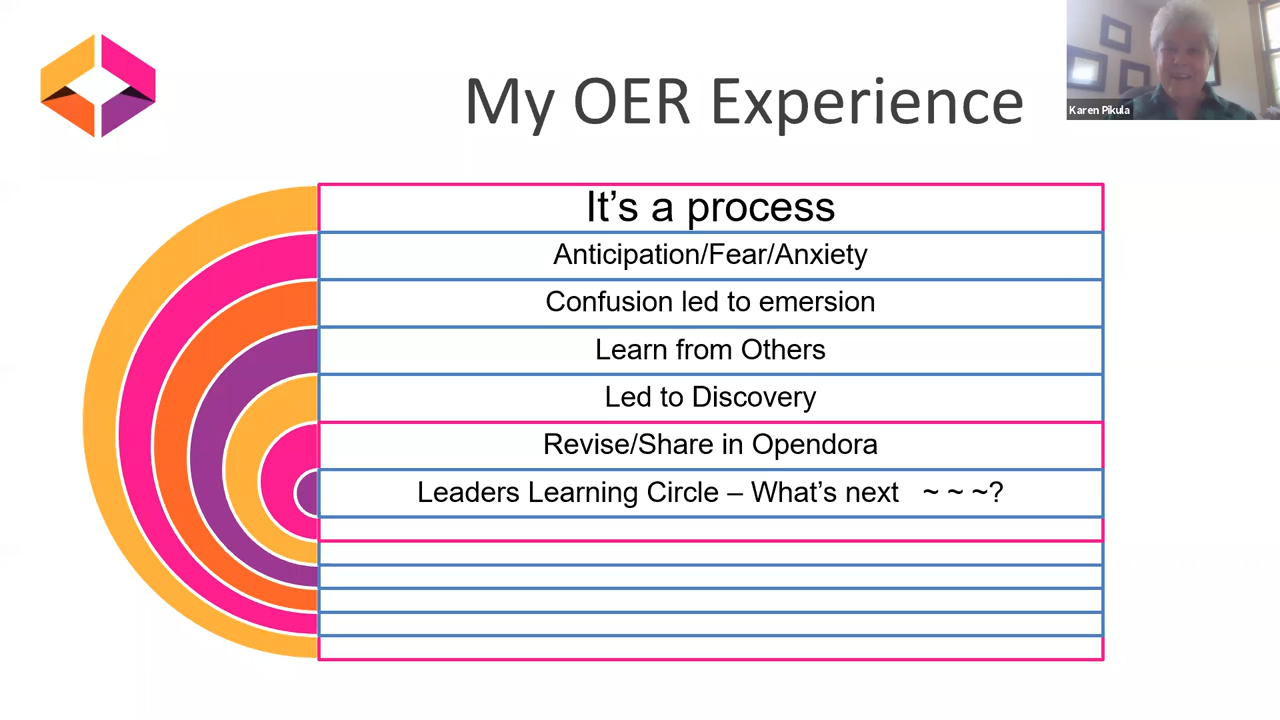 My OER Experience
Karen Pikula
It's a process
Anticipation/Fear/Anxiety
Confusion led to emersion
Learn from Others
Led to Discovery
Revise/Share in Opendora
Leaders Learning Circle – What's next ~ ~ ~?